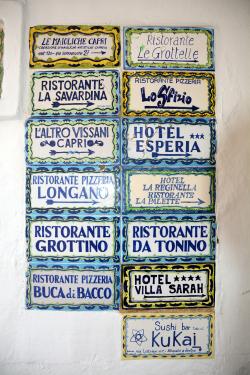 LE MAIOLICHE CAPRI
Ristorante
Le Grottelle
RISTORANTE
LA SAVARDINA
RISTORANTE PIZZERIA
Lo Sfizio
L'ALTRO VISSANI
CAPRI
HOTEL
ESPERIA
RISTORANTE PIZZERIA
LONGANO
HOTEL
LA REGINELLA
RISTORANTE
LA PALETTE
RISTORANTE
GROTTINO
RISTORANTE
DA TONINO
RISTORANTE PIZZERIA
BUCA di BACCO
HOTEL
VILLA SARAH
Sushi bar
KUKAI